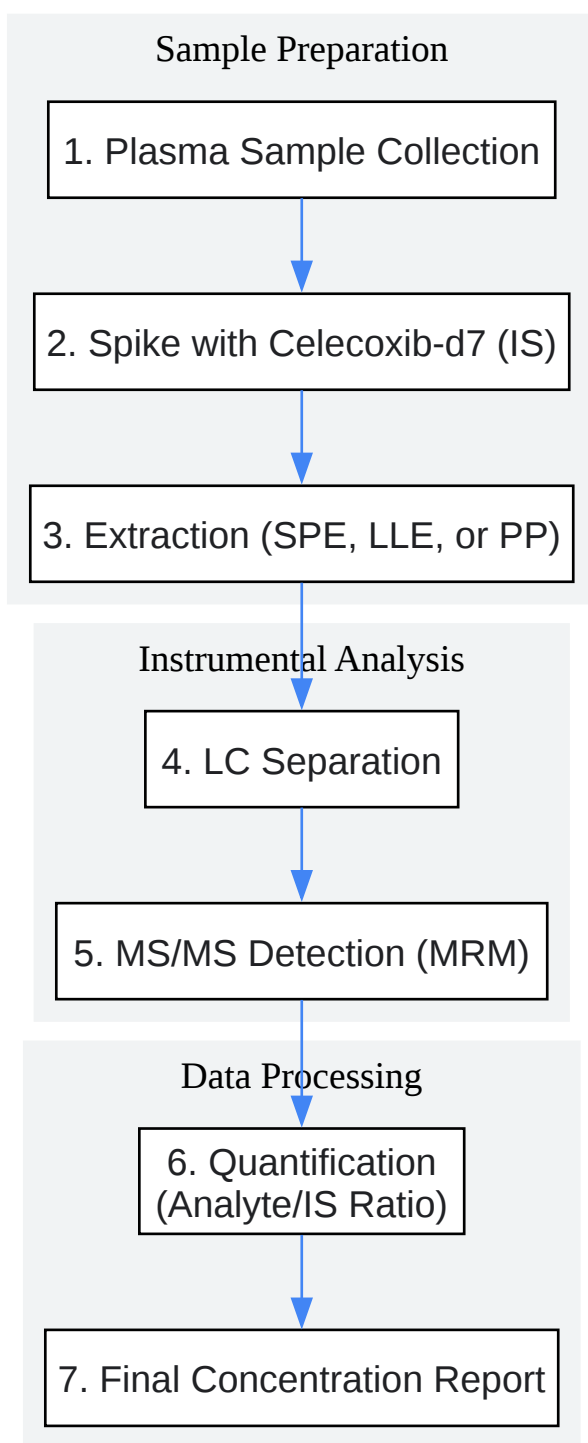 Sample Preparation
1. Plasma Sample Collection
2. Spike with Celecoxib-d7 (IS)
3. Extraction (SPE, LLE, or PP)
Instrumental Analysis
4. LC Separation
5. MS/MS Detection (MRM)
Data Processing
6. Quantification
(Analyte/IS Ratio)
7. Final Concentration Report